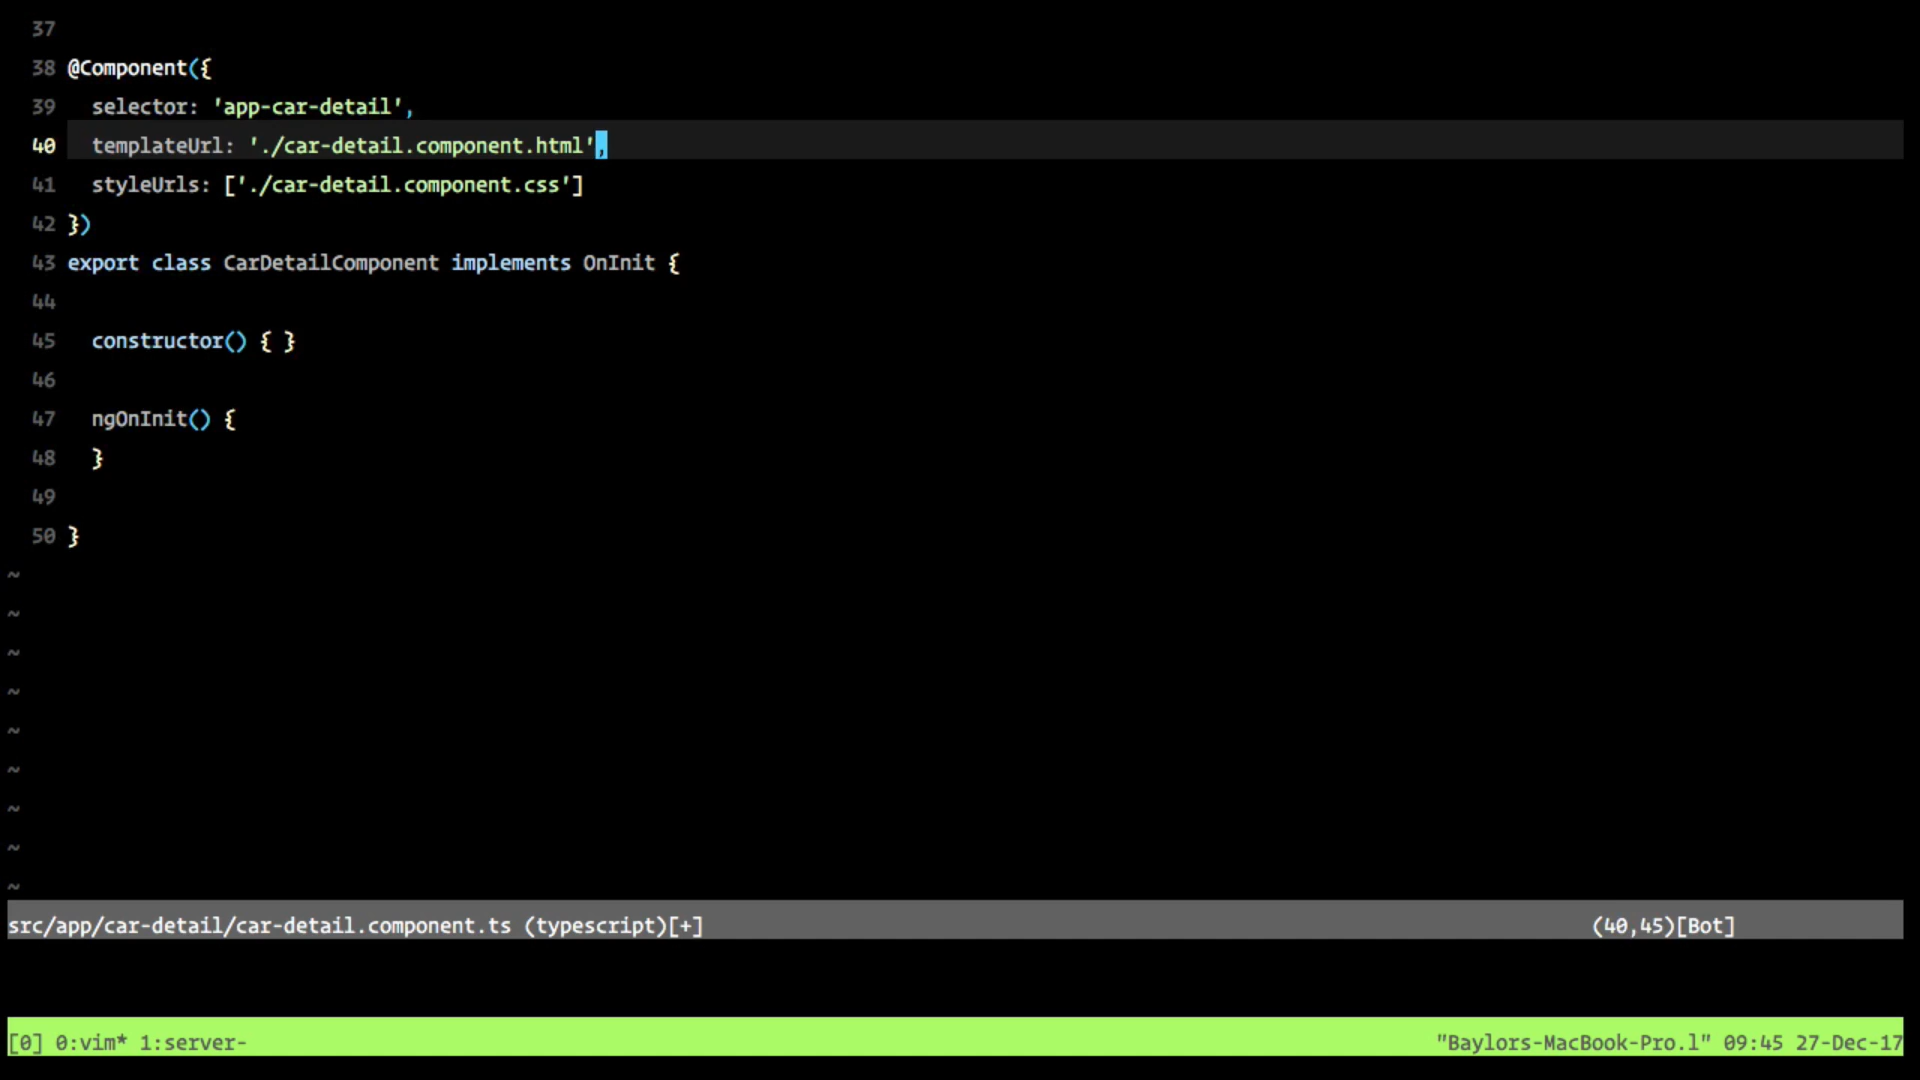 37
38 @Component({
39   selector: 'app-car-detail',
40   templateUrl: './car-detail.component.html',
41   styleUrls: ['./car-detail.component.css']
42 })
43 export class CarDetailComponent implements OnInit {
44
45   constructor() { }
46
47   ngOnInit() {
48   }
49
50 }
~
~
~
~
~
~
~
~
~
src/app/car-detail/car-detail.component.ts (typescript)[+] (40,45)[Bot]
[0] 0:vim* 1:server- "Baylors-MacBook-Pro.l" 09:45 27-Dec-17